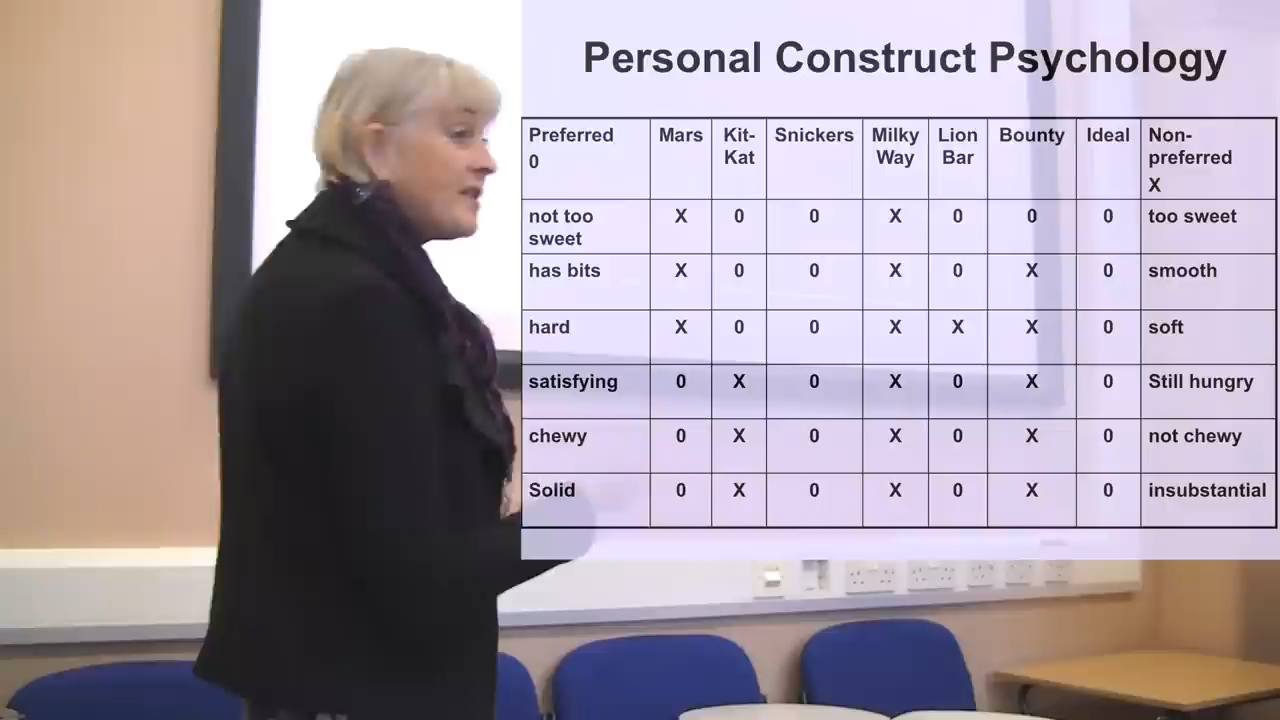 Personal Construct Psychology
Preferred 0 Mars Kit-Kat Snickers Milky Way Lion Bar Bounty Ideal Non-preferred X
not too sweet X 0 0 X 0 0 0 too sweet
has bits X 0 0 X 0 X 0 smooth
hard X 0 0 X X X 0 soft
satisfying 0 X 0 X 0 X 0 Still hungry
chewy 0 X 0 X 0 X 0 not chewy
Solid 0 X 0 X 0 X 0 insubstantial